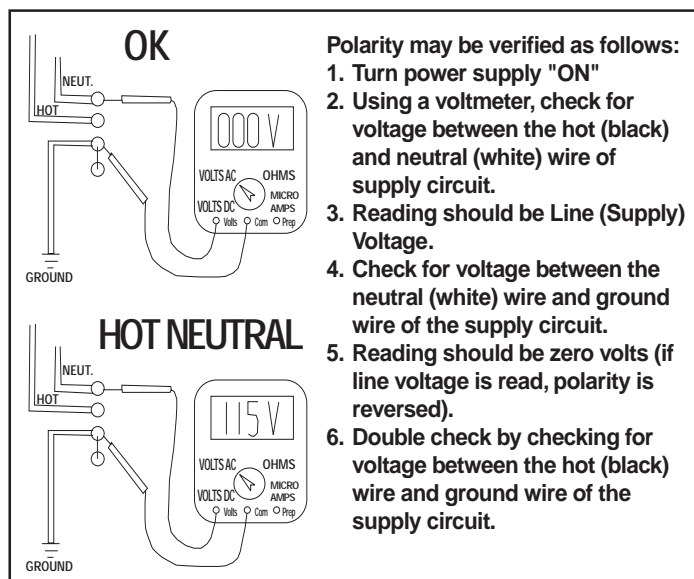 OK
NEUT.
HOT
000 V
VOLTS AC
OHMS
MICRO
AMPS
VOLTS DC
Volts
Com
Prep
GROUND
HOT NEUTRAL
NEUT.
HOT
115 V
VOLTS AC
OHMS
MICRO
AMPS
VOLTS DC
Volts
Com
Prep
GROUND
Polarity may be verified as follows:
1. Turn power supply "ON"
2. Using a voltmeter, check for
voltage between the hot (black)
and neutral (white) wire of
supply circuit.
3. Reading should be Line (Supply)
Voltage.
4. Check for voltage between the
neutral (white) wire and ground
wire of the supply circuit.
5. Reading should be zero volts (if
line voltage is read, polarity is
reversed).
6. Double check by checking for
voltage between the hot (black)
wire and ground wire of the
supply circuit.